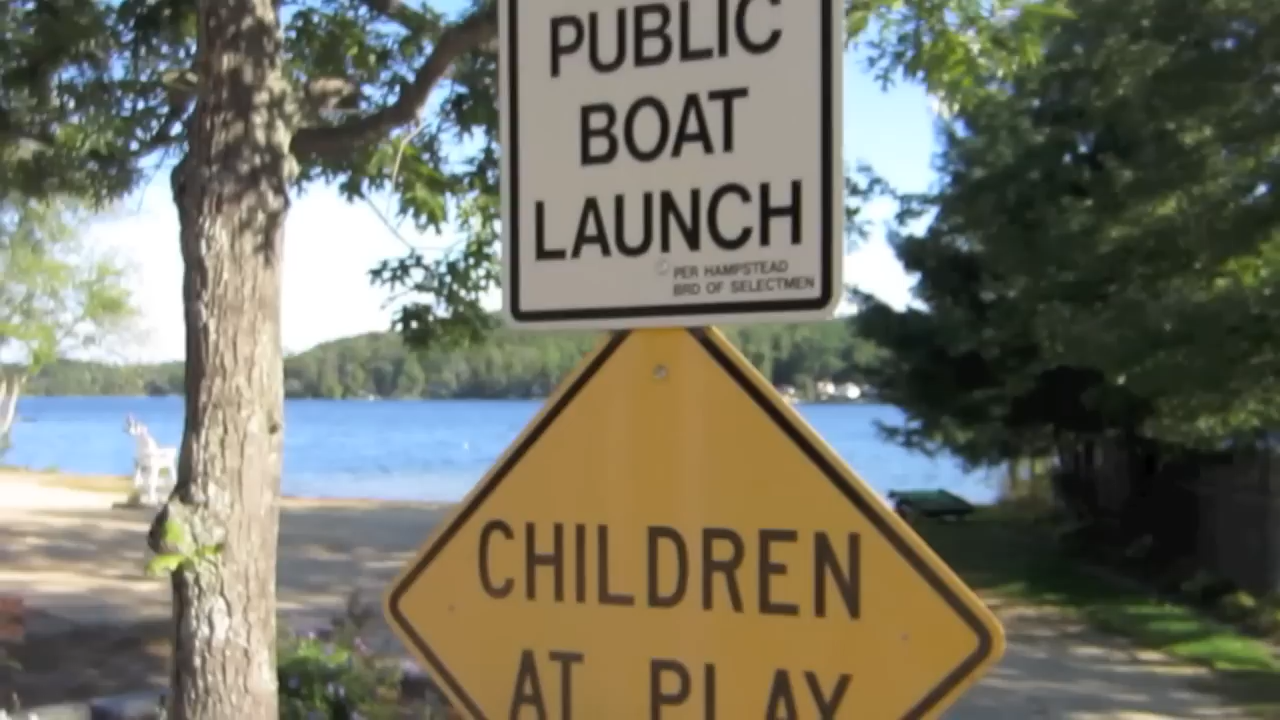 PUBLIC
BOAT
LAUNCH
PER HAMPSTEAD
BRD OF SELECTMEN
CHILDREN
AT PLAY